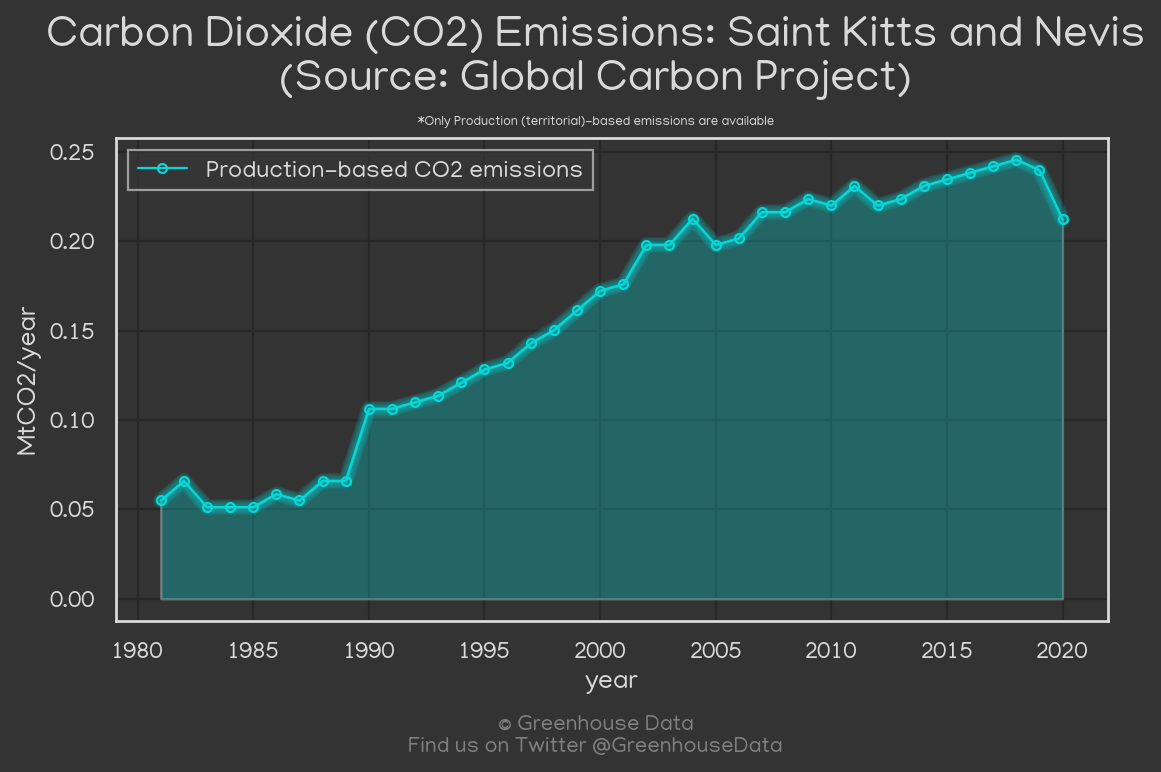 Carbon Dioxide (CO2) Emissions: Saint Kitts and Nevis
(Source: Global Carbon Project)
*Only Production (territorial)-based emissions are available
Production-based CO2 emissions
MtCO2/year
0.25
0.20
0.15
0.10
0.05
0.00
1980 1985 1990 1995 2000 2005 2010 2015 2020
year
© Greenhouse Data
Find us on Twitter @GreenhouseData